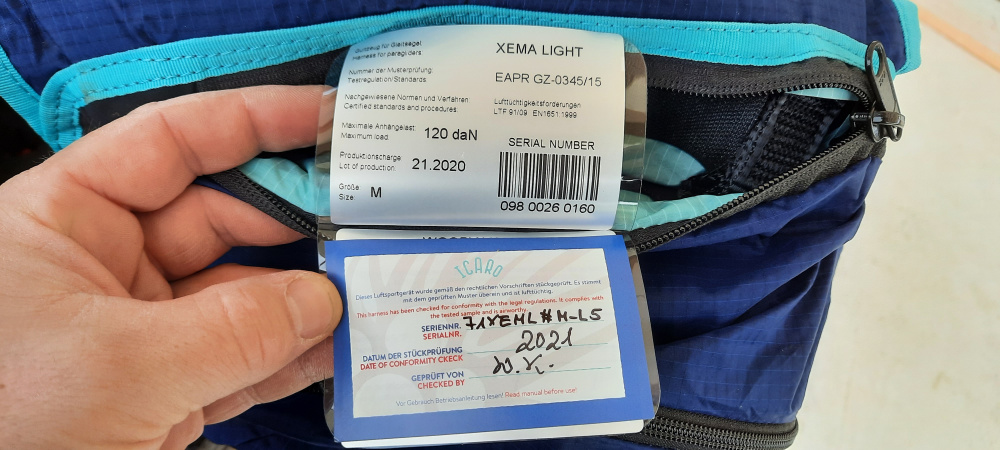 Gurtzeug für Gleitsegel
Harness for paragliders
XEMA LIGHT
Nummer der Musterprüfung:
Testregulation/Standards:
EAPR GZ-0345/15
Nachgewiesene Normen und Verfahren
Certified standards and procedures:
Lufttüchtigkeitsforderungen
LTF 91/09 EN1651:1999
Maximale Anhängelast:
Maximum load:
120 daN
Produktionscharge
Lot of production:
21.2020
Größe
Size:
M
SERIAL NUMBER
098 0026 0160
ICARO
Dieses Luftsportgerät wurde gemäß den rechtlichen Vorschriften stückgeprüft. Es stimmt
mit dem geprüften Muster überein und ist lufttüchtig.
This harness has been checked for conformity with the legal regulations. It complies with
the tested sample and is airworthy.
SERIENNR.
SERIALNR.
71XEML#M-L5
DATUM DER STÜCKPRÜFUNG
DATE OF CONFORMITY CKECK
2021
GEPRÜFT VON
CHECKED BY
W.K.
Vor Gebrauch Betriebsanleitung lesen! Read manual before use!